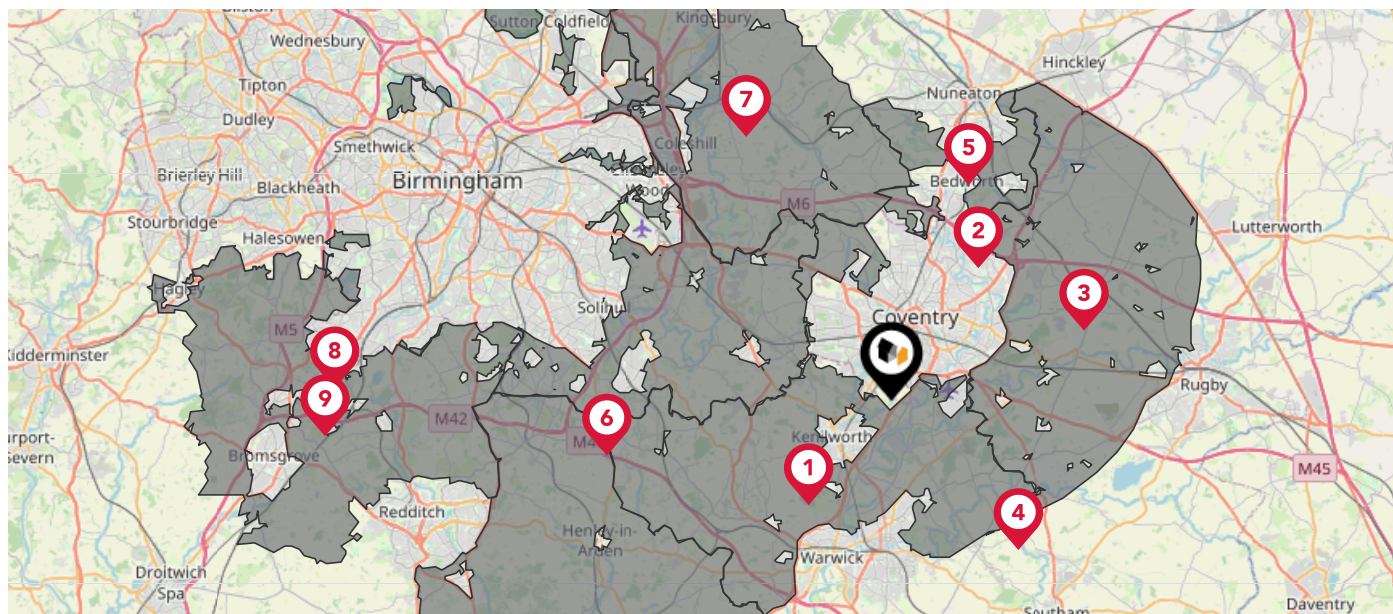 Sutton Coldfield
Kingsbury
Wednesbury
Hinckley
Tipton
Nuneaton
7
Dudley
Smethwick
Coleshill
5
Brierley Hill
Blackheath
Birmingham
Wood
Bedworth
M6
Stourbridge
2
Lutterworth
Halesowen
Hagley
3
Solihull
Coventry
M5
Kidderminster
8
Rugby
9
M42
6
Kenilworth
Bromsgrove
1
M45
Redditch
4
Henley-in-
Arden
Warwick
Droitwich
Spa
Southam
Daventry